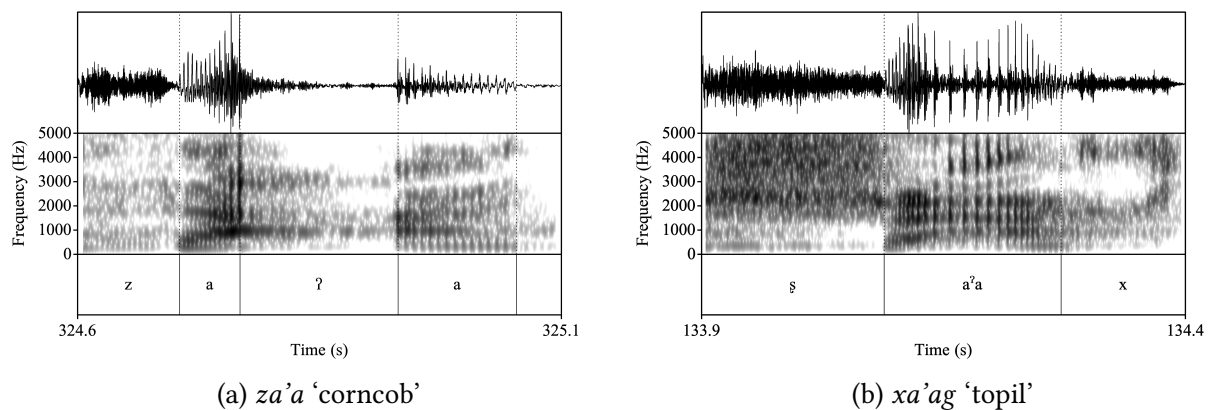 5000
4000
3000
2000
1000
0
Frequency (Hz)
z a ʔ a
324.6 325.1
Time (s)
(a) za’a ‘corncob’
5000
4000
3000
2000
1000
0
Frequency (Hz)
ʂ aˀa x
133.9 134.4
Time (s)
(b) xa’ag ‘topil’